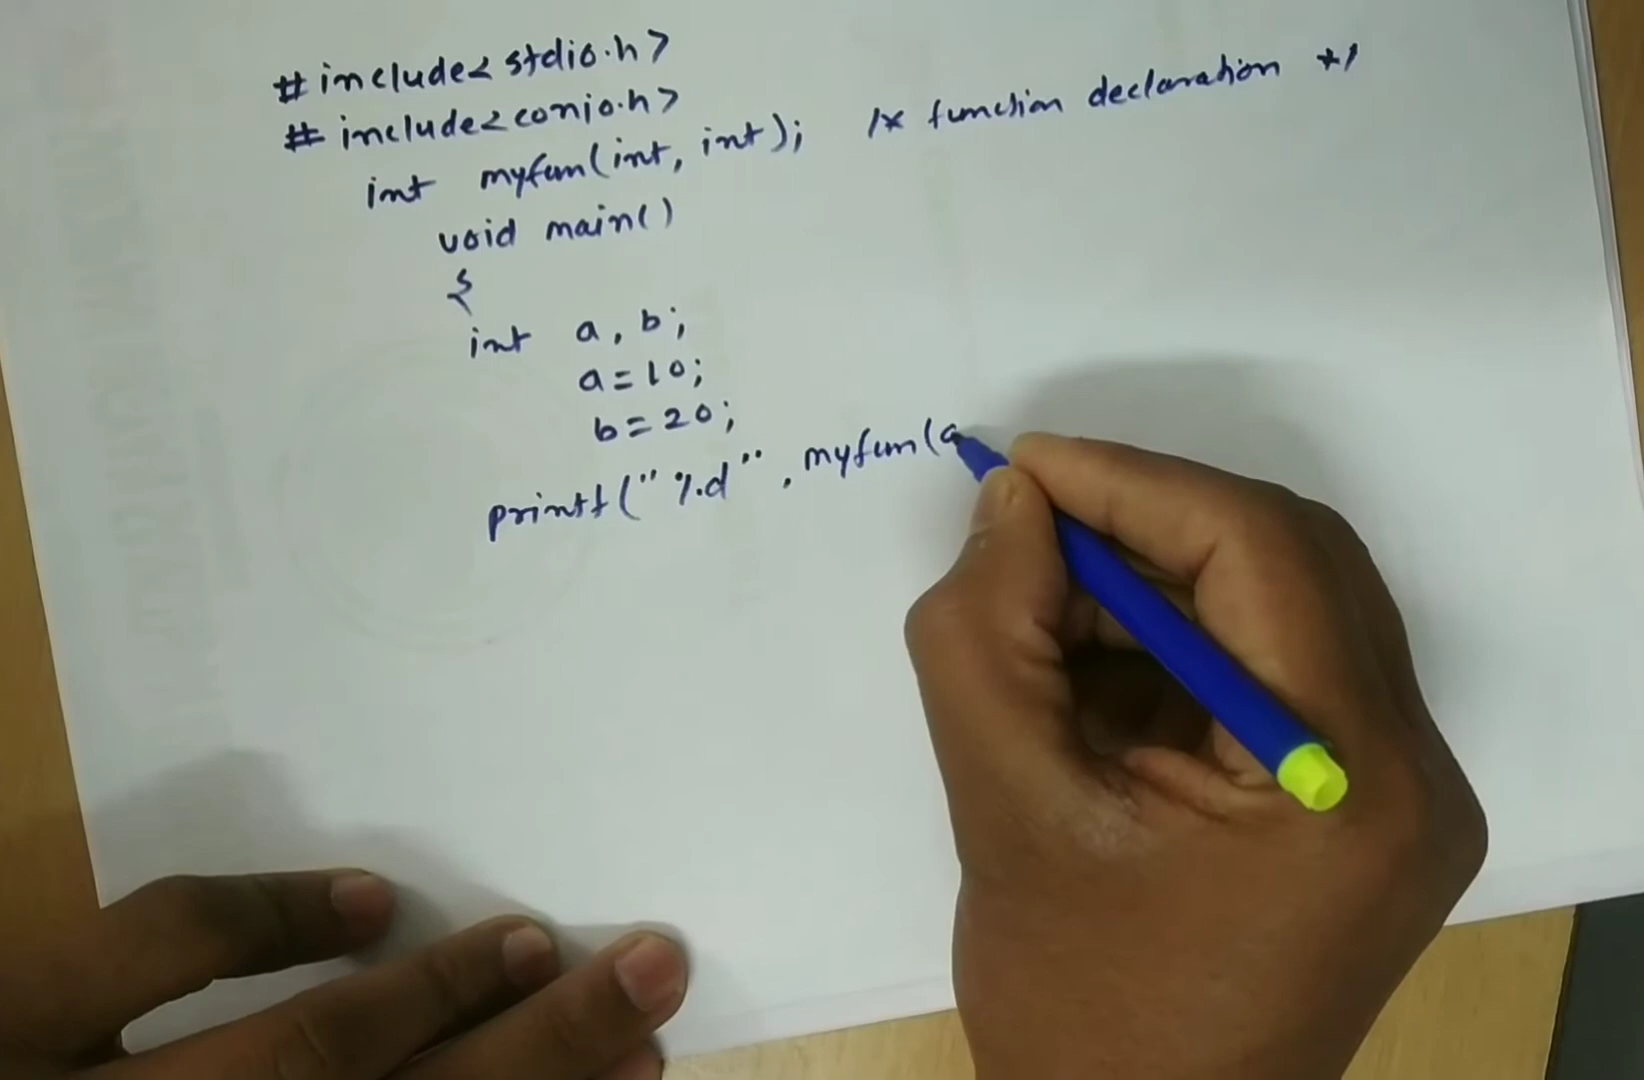 #include<stdio.h>
#include<conio.h>
int myfun(int, int); /* function declaration */
void main()
{
int a, b;
a=10;
b=20;
printf("%d", myfun(a